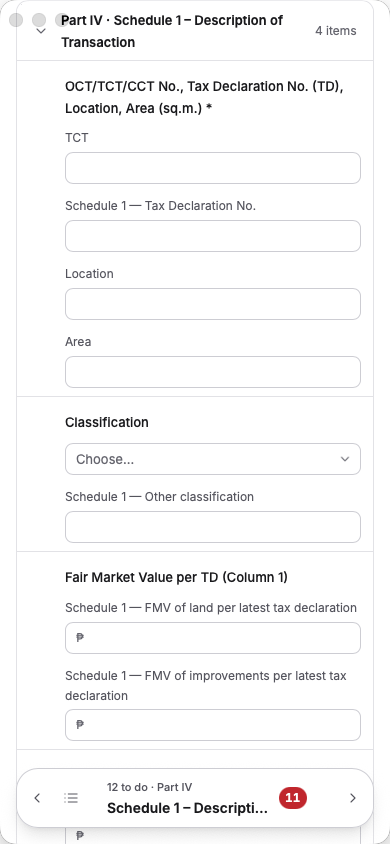 Part IV · Schedule 1 – Description of
Transaction
4 items
OCT/TCT/CCT No., Tax Declaration No. (TD),
Location, Area (sq.m.) *
TCT
Schedule 1 — Tax Declaration No.
Location
Area
Classification
Choose...
Schedule 1 — Other classification
Fair Market Value per TD (Column 1)
Schedule 1 — FMV of land per latest tax declaration
₱
Schedule 1 — FMV of improvements per latest tax
declaration
₱
12 to do · Part IV
Schedule 1 – Descripti...
11
₱